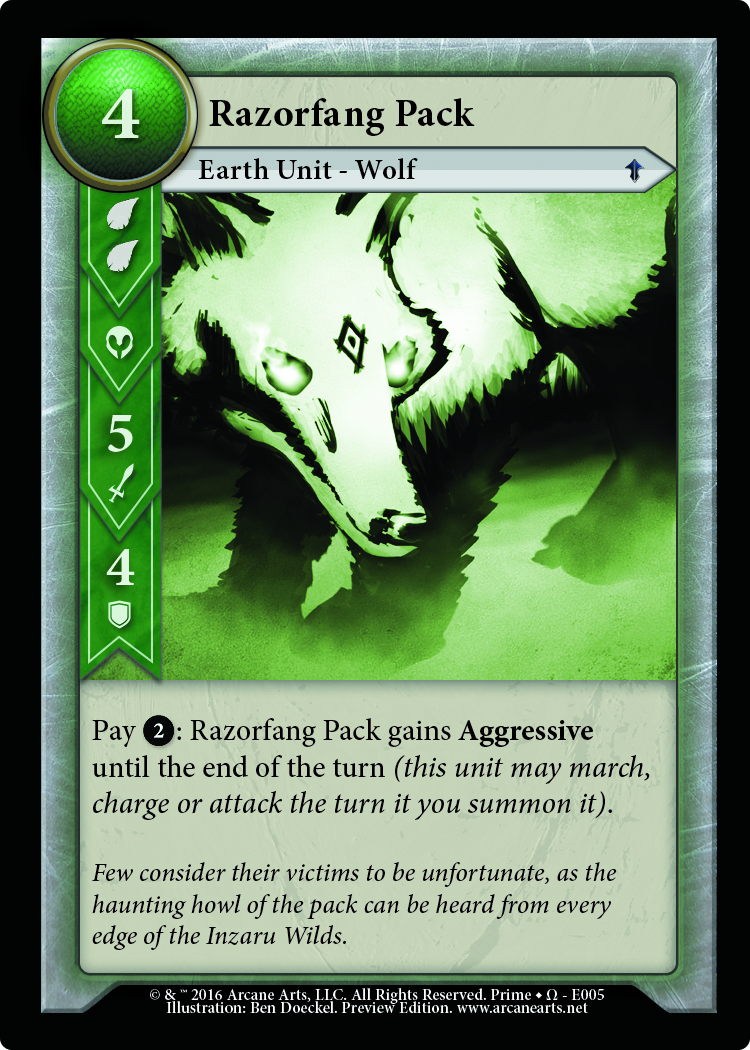 4
Razorfang Pack
Earth Unit - Wolf
5
4
Pay 2: Razorfang Pack gains Aggressive
until the end of the turn (this unit may march,
charge or attack the turn it you summon it).
Few consider their victims to be unfortunate, as the
haunting howl of the pack can be heard from every
edge of the Inzaru Wilds.
© & ™ 2016 Arcane Arts, LLC. All Rights Reserved. Prime ♦ Ω - E005
Illustration: Ben Doeckel. Preview Edition. www.arcanearts.net